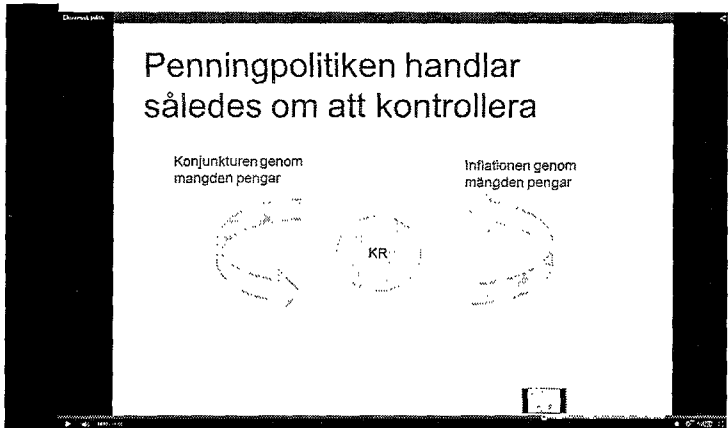 Penningpolitiken handlar
således om att kontrollera
Konjunkturen genom
mängden pengar
Inflationen genom
mängden pengar
KR